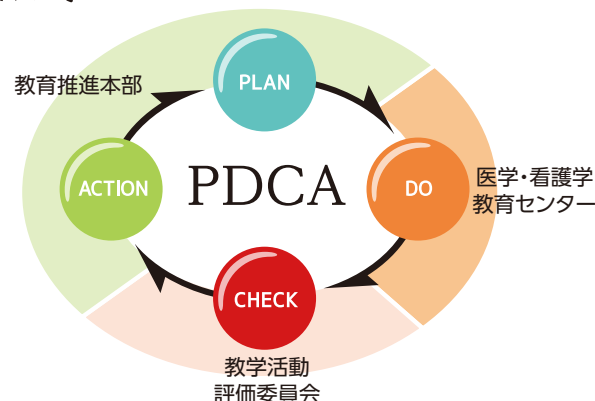 PLAN
教育推進本部
ACTION
PDCA
DO
医学・看護学
教育センター
CHECK
教学活動
評価委員会